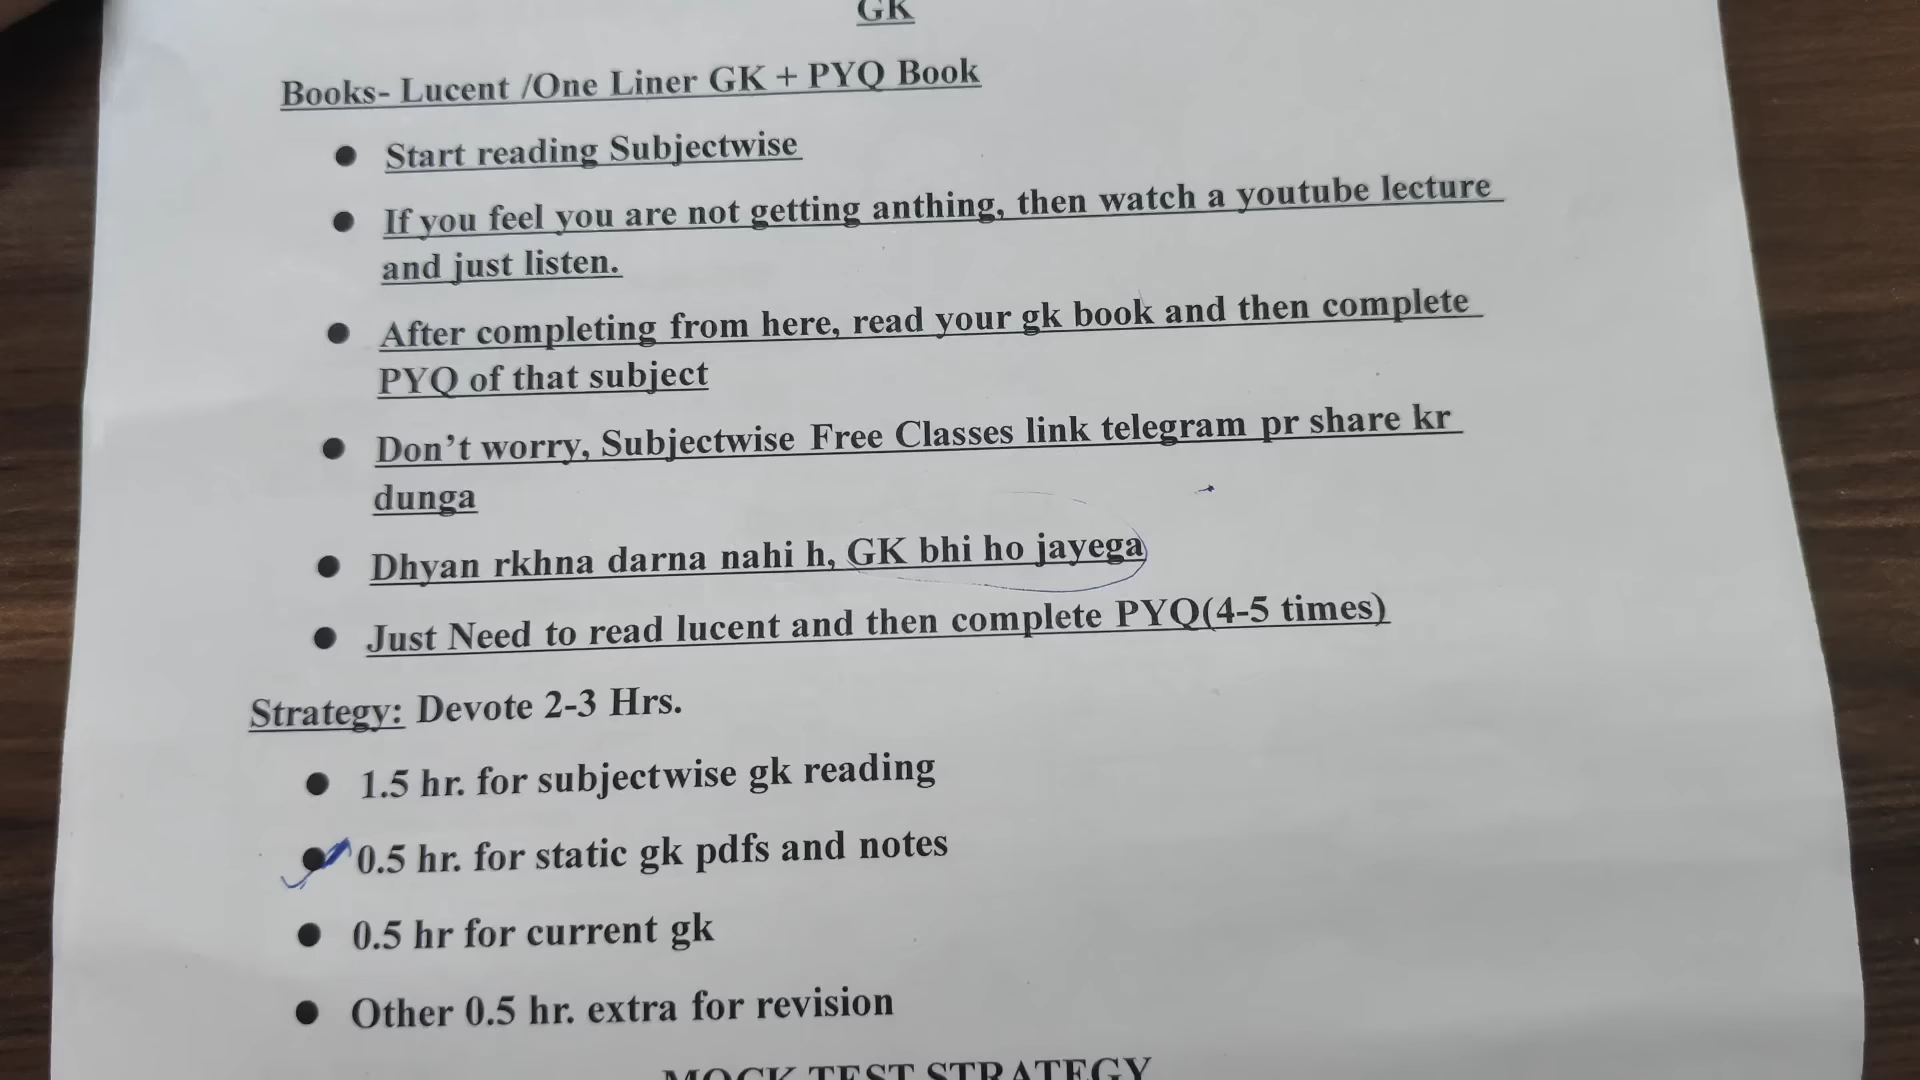 GK
Books- Lucent /One Liner GK + PYQ Book
● Start reading Subjectwise
● If you feel you are not getting anthing, then watch a youtube lecture
and just listen.
● After completing from here, read your gk book and then complete
PYQ of that subject
● Don't worry, Subjectwise Free Classes link telegram pr share kr
dunga
● Dhyan rkhna darna nahi h, GK bhi ho jayega
● Just Need to read lucent and then complete PYQ(4-5 times)
Strategy: Devote 2-3 Hrs.
● 1.5 hr. for subjectwise gk reading
● 0.5 hr. for static gk pdfs and notes
● 0.5 hr for current gk
● Other 0.5 hr. extra for revision
MOCK TEST STRATEGY